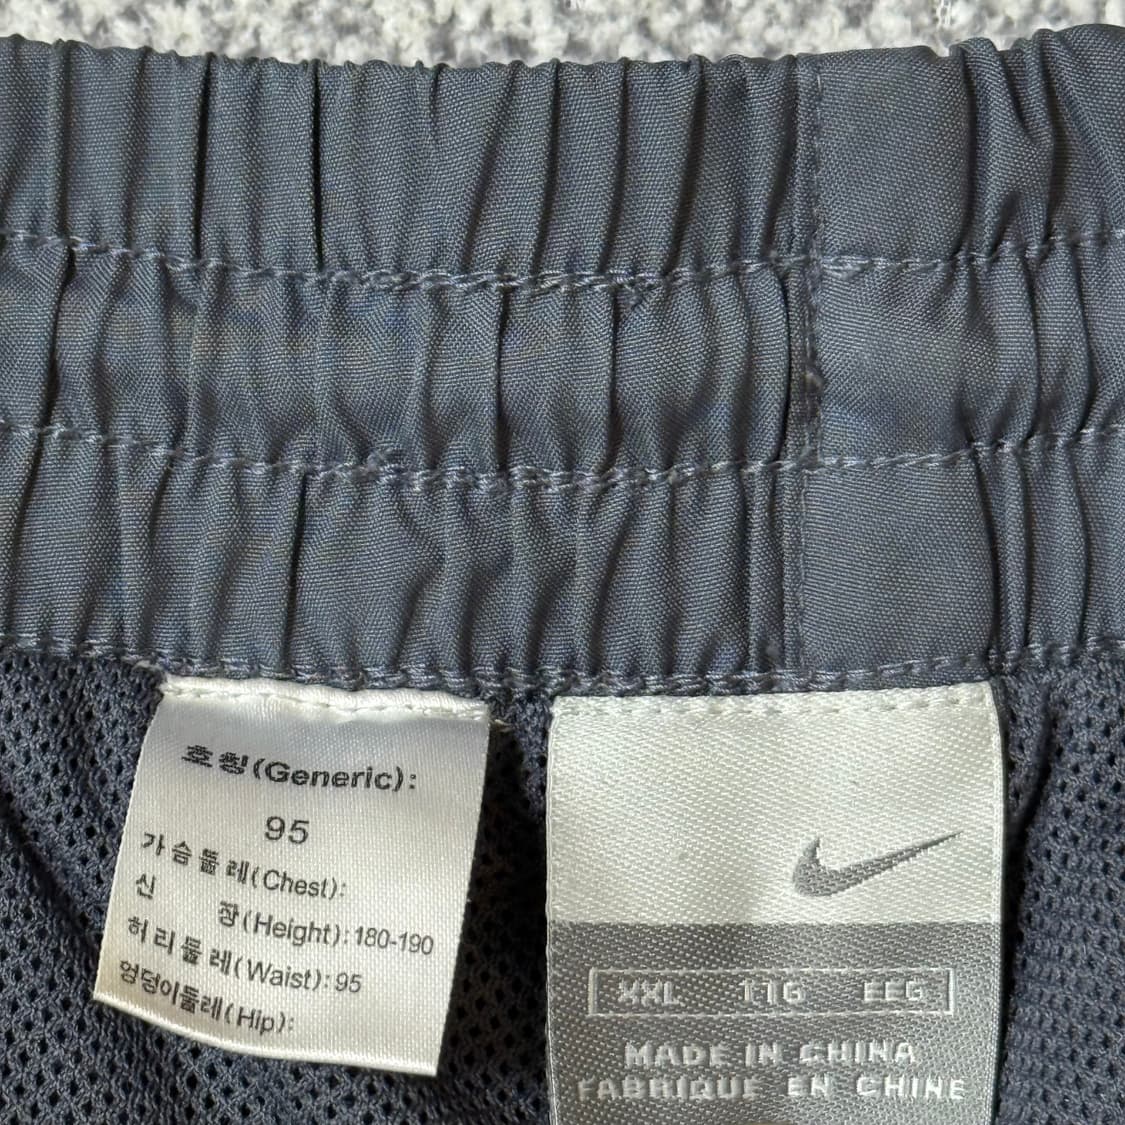 호칭(Generic):
95
가슴둘레(Chest):
신 장(Height):180-190
허리둘레(Waist):95
엉덩이둘레(Hip):
XXL 116 EEG
MADE IN CHINA
FABRIQUE EN CHINE